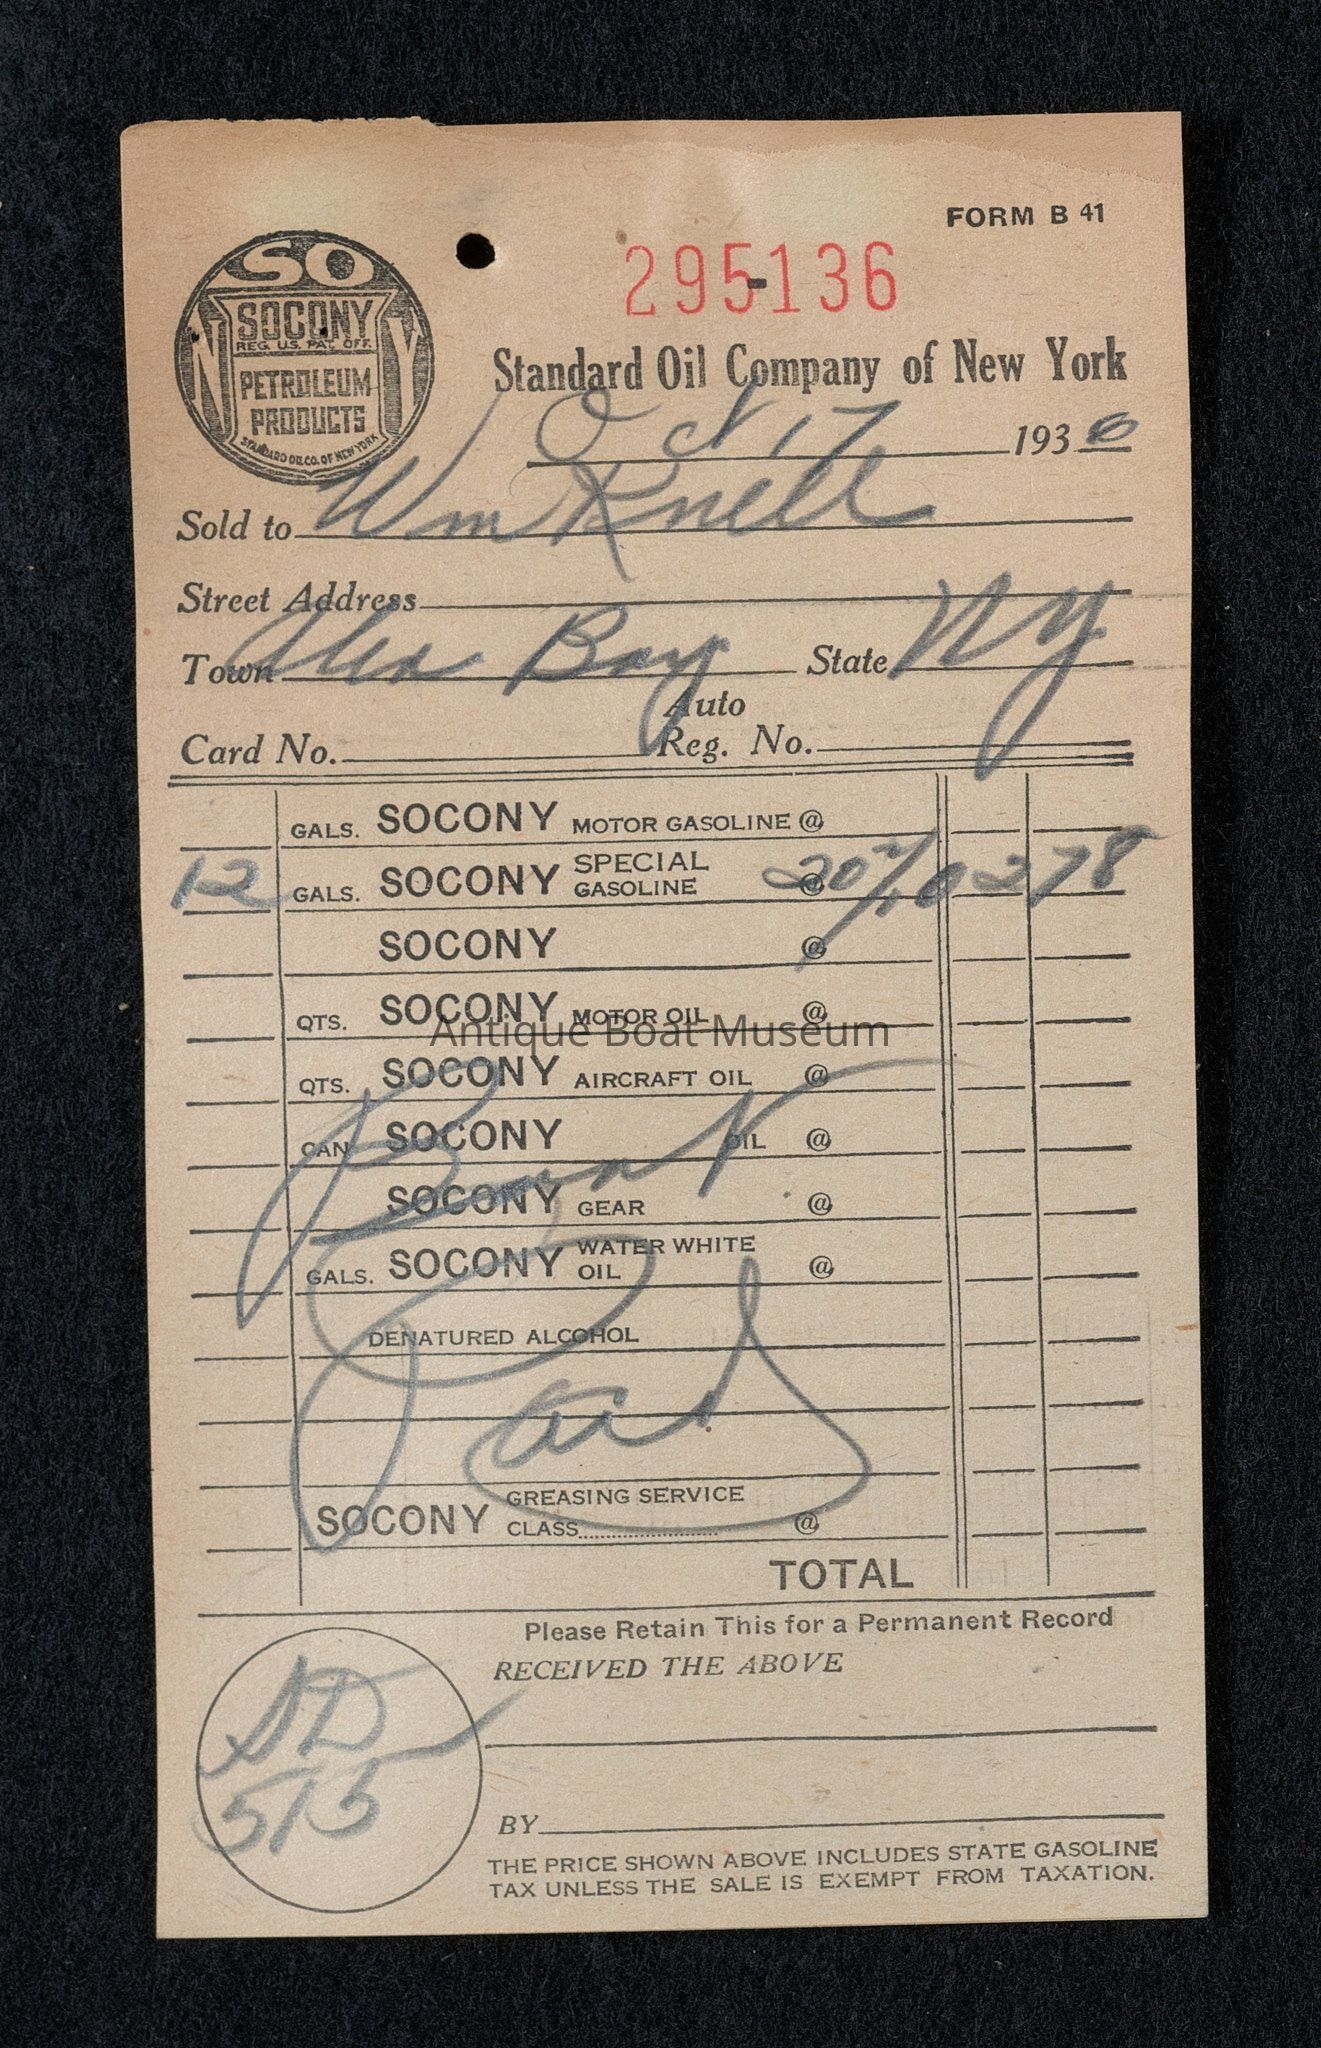 FORM B 41
SO
N Y
SOCONY
REG. U.S. PAT. OFF.
PETROLEUM
PRODUCTS
STANDARD OIL CO. OF NEW YORK
295-136
Standard Oil Company of New York
Oct 17 1930
Sold to Wm Knell
Street Address
Town Alex Bay State NY
Auto
Card No. Reg. No.
GALS. SOCONY MOTOR GASOLINE @
12 GALS. SOCONY SPECIAL GASOLINE @ 278
SOCONY @
QTS. SOCONY MOTOR OIL @
Antique Boat Museum
QTS. SOCONY AIRCRAFT OIL @
CAN SOCONY OIL @
Boat
SOCONY GEAR @
GALS. SOCONY WATER WHITE OIL @
DENATURED ALCOHOL
Paid
SOCONY GREASING SERVICE CLASS @
TOTAL
Please Retain This for a Permanent Record
RECEIVED THE ABOVE
515
BY
THE PRICE SHOWN ABOVE INCLUDES STATE GASOLINE
TAX UNLESS THE SALE IS EXEMPT FROM TAXATION.